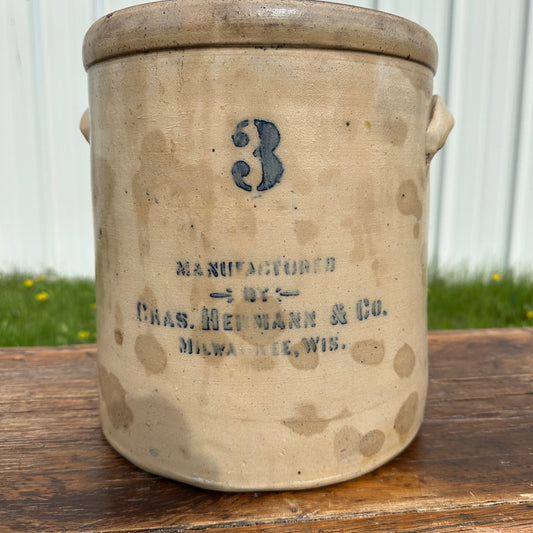 3
MANUFACTURED
BY
CHAS. HERMANN & CO.
MILWAUKEE, WIS.